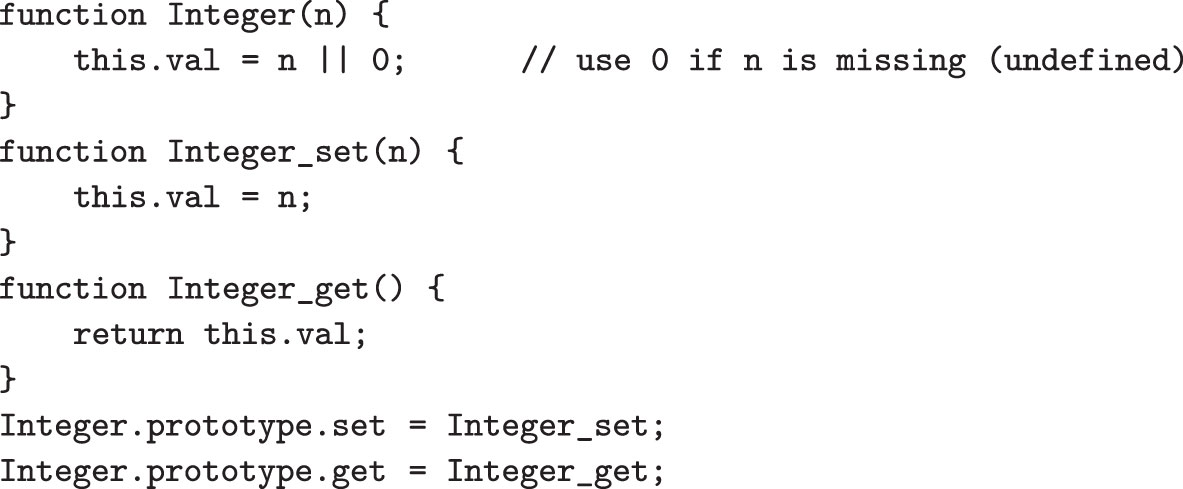 function Integer(n) {
    this.val = n || 0;      // use 0 if n is missing (undefined)
}
function Integer_set(n) {
    this.val = n;
}
function Integer_get() {
    return this.val;
}
Integer.prototype.set = Integer_set;
Integer.prototype.get = Integer_get;